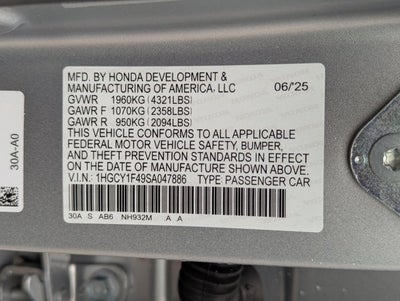 MFD. BY HONDA DEVELOPMENT &
MANUFACTURING OF AMERICA, LLC 06/'25
GVWR 1960KG (4321LBS)
GAWR F 1070KG (2358LBS)
GAWR R 950KG (2094LBS)
THIS VEHICLE CONFORMS TO ALL APPLICABLE
FEDERAL MOTOR VEHICLE SAFETY, BUMPER,
AND THEFT PREVENTION STANDARDS IN EFFECT
ON THE DATE OF MANUFACTURE SHOWN ABOVE.
V.I.N.: 1HGCY1F49SA047886 TYPE: PASSENGER CAR
30A S AB6 NH932M A A
30A-A0